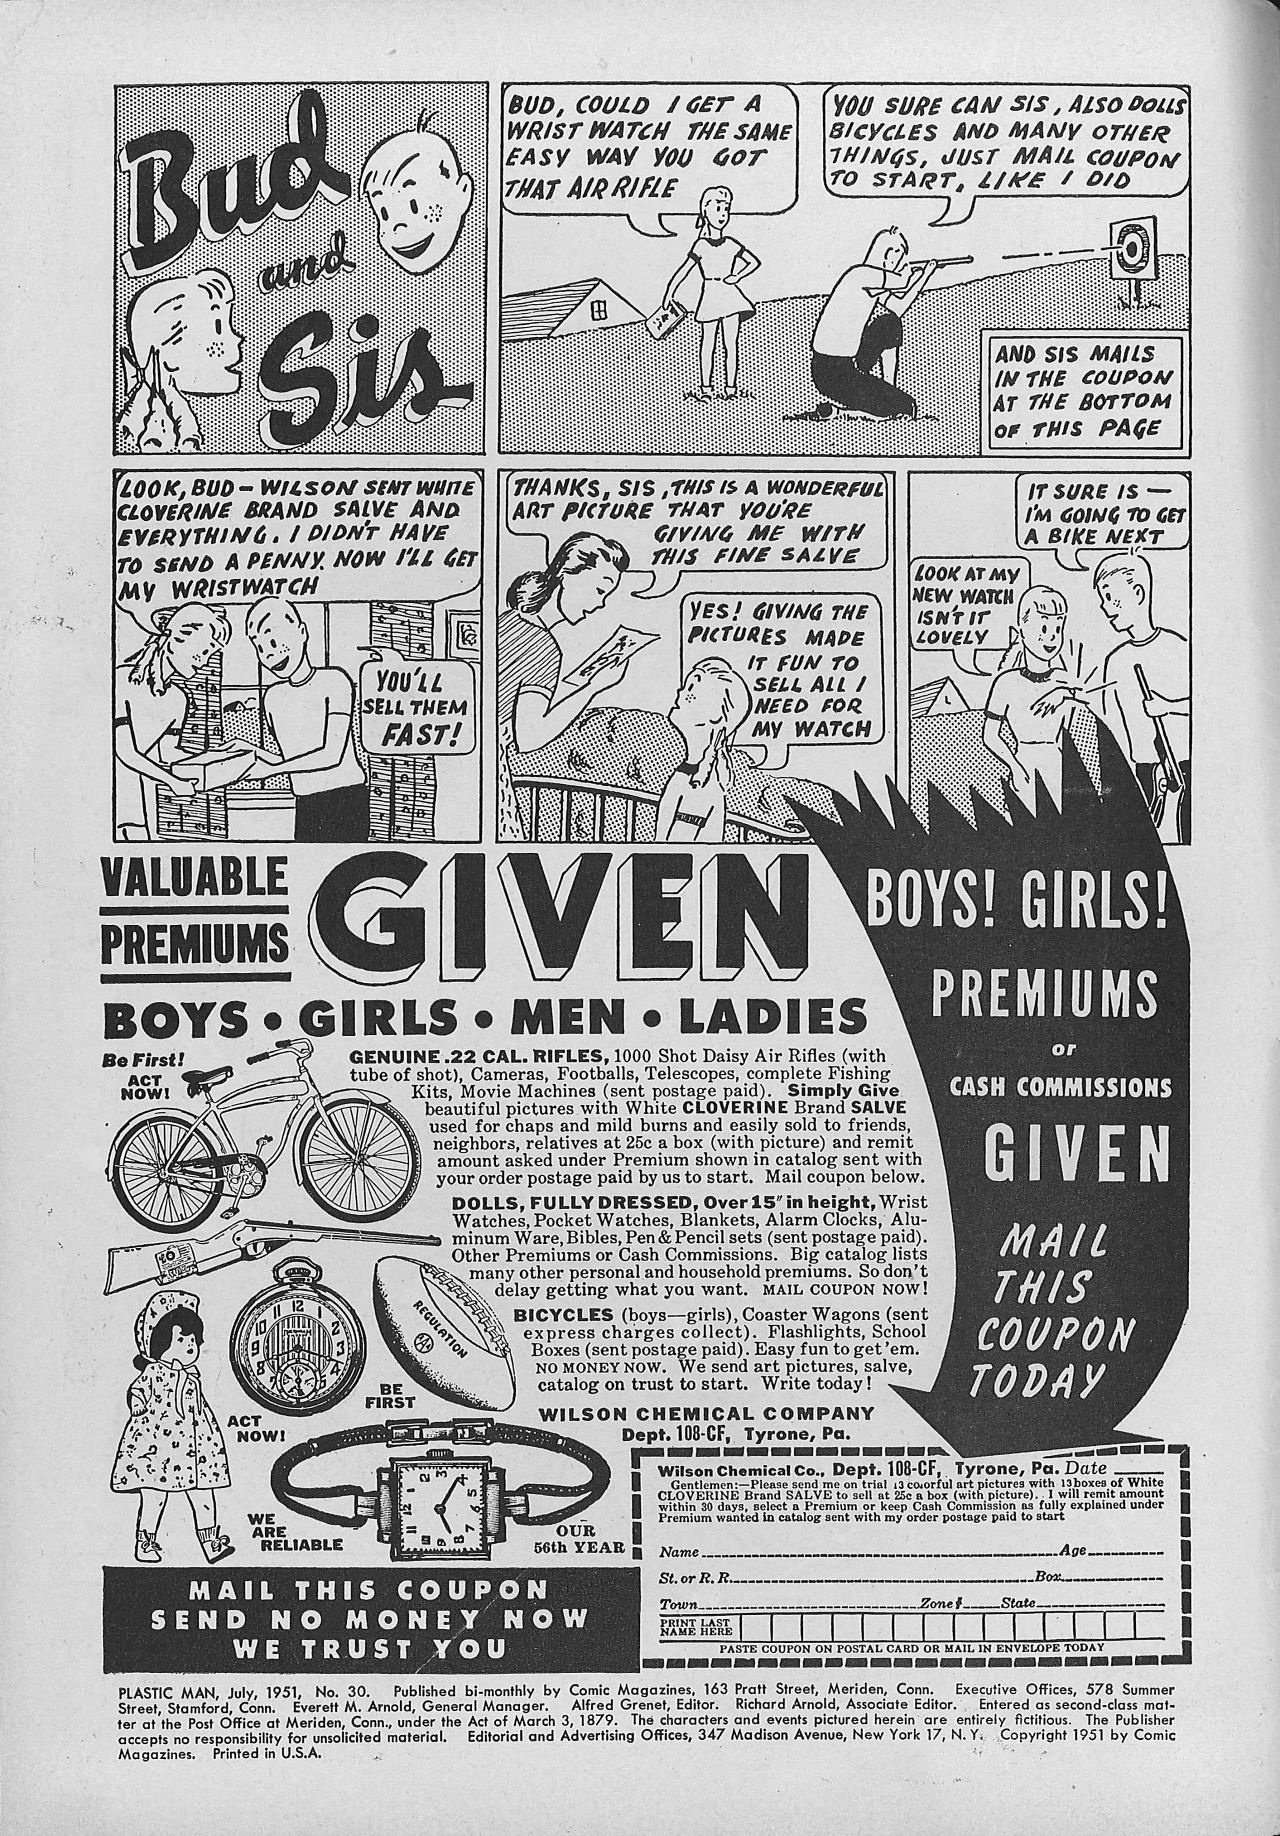 Bud
and
Sis
BUD, COULD I GET A
WRIST WATCH THE SAME
EASY WAY YOU GOT
THAT AIR RIFLE
YOU SURE CAN SIS, ALSO DOLLS
BICYCLES AND MANY OTHER
THINGS, JUST MAIL COUPON
TO START, LIKE I DID
AND SIS MAILS
IN THE COUPON
AT THE BOTTOM
OF THIS PAGE
LOOK, BUD — WILSON SENT WHITE
CLOVERINE BRAND SALVE AND
EVERYTHING. I DIDN'T HAVE
TO SEND A PENNY. NOW I'LL GET
MY WRISTWATCH
YOU'LL
SELL THEM
FAST!
THANKS, SIS, THIS IS A WONDERFUL
ART PICTURE THAT YOU'RE
GIVING ME WITH
THIS FINE SALVE
YES! GIVING THE
PICTURES MADE
IT FUN TO
SELL ALL I
NEED FOR
MY WATCH
LOOK AT MY
NEW WATCH
ISN'T IT
LOVELY
IT SURE IS —
I'M GOING TO GET
A BIKE NEXT
VALUABLE
PREMIUMS
GIVEN
BOYS • GIRLS • MEN • LADIES
Be First!
ACT
NOW!
GENUINE .22 CAL. RIFLES, 1000 Shot Daisy Air Rifles (with
tube of shot), Cameras, Footballs, Telescopes, complete Fishing
Kits, Movie Machines (sent postage paid). Simply Give
beautiful pictures with White CLOVERINE Brand SALVE
used for chaps and mild burns and easily sold to friends,
neighbors, relatives at 25c a box (with picture) and remit
amount asked under Premium shown in catalog sent with
your order postage paid by us to start. Mail coupon below.
DOLLS, FULLY DRESSED, Over 15″ in height, Wrist
Watches, Pocket Watches, Blankets, Alarm Clocks, Alu-
minum Ware, Bibles, Pen & Pencil sets (sent postage paid).
Other Premiums or Cash Commissions. Big catalog lists
many other personal and household premiums. So don't
delay getting what you want. MAIL COUPON NOW!
BICYCLES (boys—girls), Coaster Wagons (sent
express charges collect). Flashlights, School
Boxes (sent postage paid). Easy fun to get 'em.
NO MONEY NOW. We send art pictures, salve,
catalog on trust to start. Write today!
WILSON CHEMICAL COMPANY
Dept. 108-CF, Tyrone, Pa.
REGULATION
BE
FIRST
ACT
NOW!
WE
ARE
RELIABLE
OUR
56th YEAR
BOYS! GIRLS!
PREMIUMS
or
CASH COMMISSIONS
GIVEN
MAIL
THIS
COUPON
TODAY
MAIL THIS COUPON
SEND NO MONEY NOW
WE TRUST YOU
Wilson Chemical Co., Dept. 108-CF, Tyrone, Pa. Date
Gentlemen:—Please send me on trial 13 colorful art pictures with 13 boxes of White
CLOVERINE Brand SALVE to sell at 25c a box (with picture). I will remit amount
within 30 days, select a Premium or keep Cash Commission as fully explained under
Premium wanted in catalog sent with my order postage paid to start
Name Age
St. or R. R. Box
Town Zone # State
PRINT LAST
NAME HERE
PASTE COUPON ON POSTAL CARD OR MAIL IN ENVELOPE TODAY
PLASTIC MAN, July, 1951, No. 30. Published bi-monthly by Comic Magazines, 163 Pratt Street, Meriden, Conn. Executive Offices, 578 Summer
Street, Stamford, Conn. Everett M. Arnold, General Manager. Alfred Grenet, Editor. Richard Arnold, Associate Editor. Entered as second-class mat-
ter at the Post Office at Meriden, Conn., under the Act of March 3, 1879. The characters and events pictured herein are entirely fictitious. The Publisher
accepts no responsibility for unsolicited material. Editorial and Advertising Offices, 347 Madison Avenue, New York 17, N. Y. Copyright 1951 by Comic
Magazines. Printed in U.S.A.